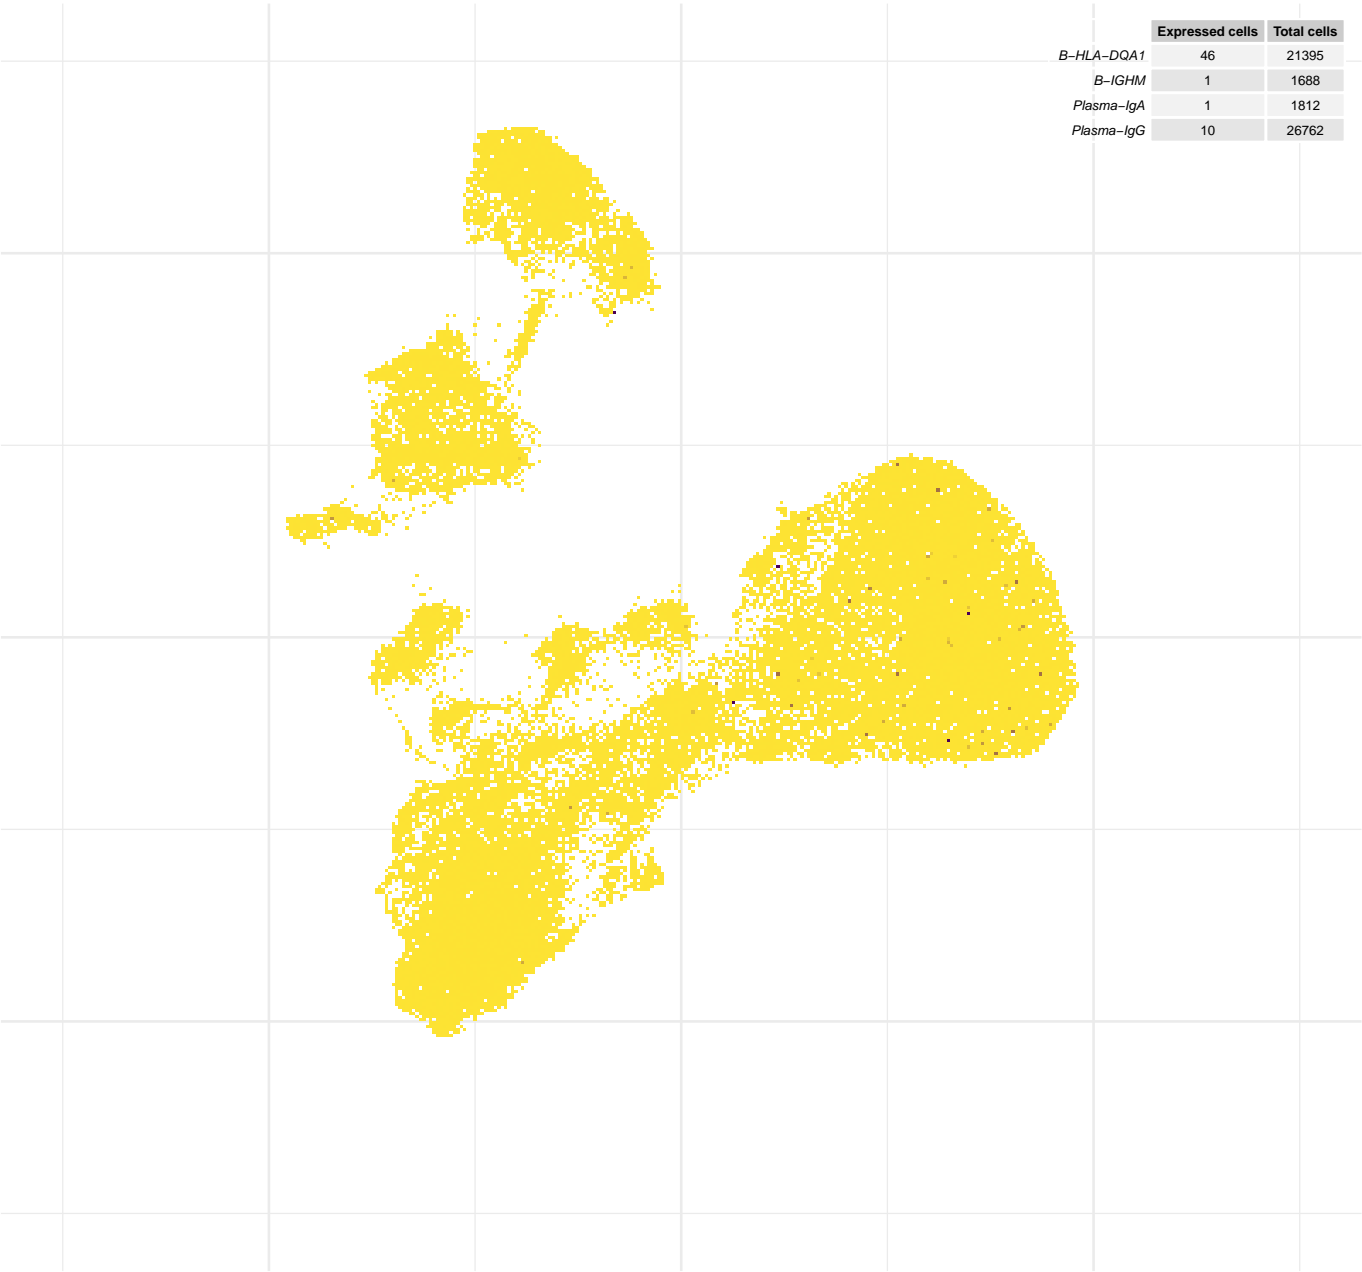 Expressed cells Total cells
B−HLA−DQA1 46 21395
B−IGHM 1 1688
Plasma−IgA 1 1812
Plasma−IgG 10 26762